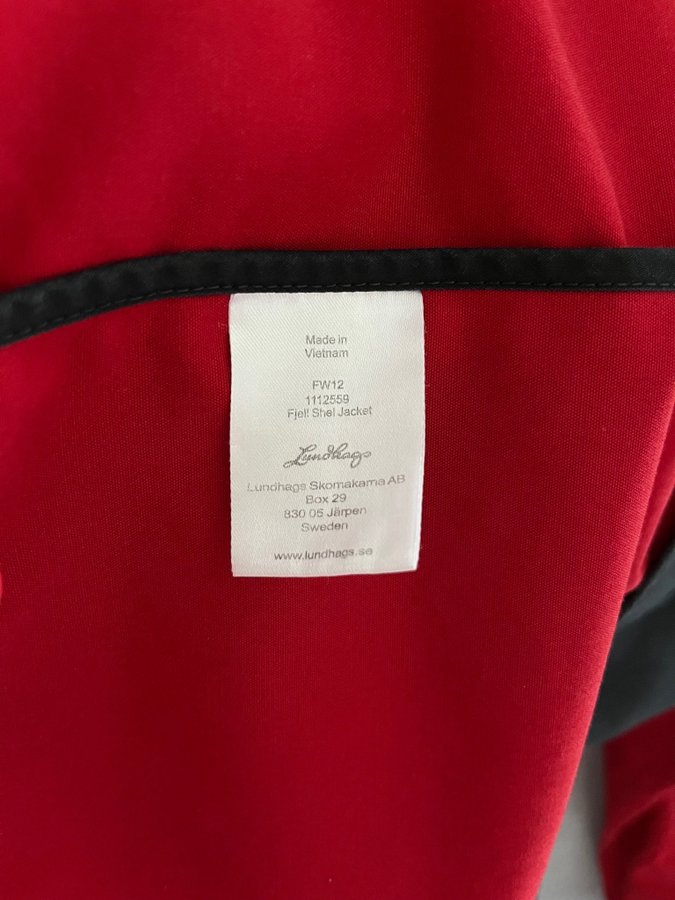 Made in
Vietnam
FW12
1112559
Fjell Shel Jacket
Lundhags
Lundhags Skomakarna AB
Box 29
830 05 Järpen
Sweden
www.lundhags.se